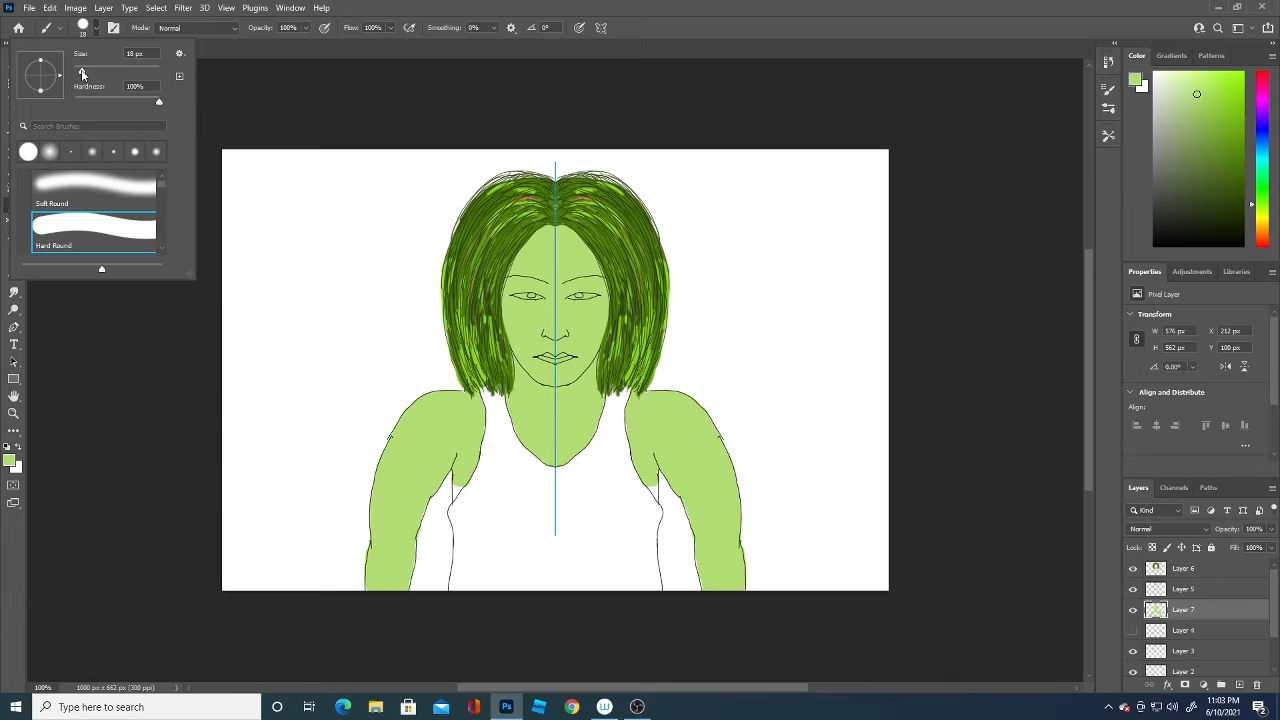 Ps File Edit Image Layer Type Select Filter 3D View Plugins Window Help
18 Mode: Normal Opacity: 100% Flow: 100% Smoothing: 0% 0°
Size: 18 px
Hardness: 100%
Search Brushes
Soft Round
Hard Round
Color Gradients Patterns
Properties Adjustments Libraries
Pixel Layer
Transform
W 576 px X 212 px
H 562 px Y 100 px
0.00°
Align and Distribute
Align:
Layers Channels Paths
Kind
Normal Opacity: 100%
Lock: Fill: 100%
Layer 6
Layer 5
Layer 7
Layer 4
Layer 3
Layer 2
100% 1000 px x 662 px (300 ppi)
Type here to search
11:03 PM
6/10/2021